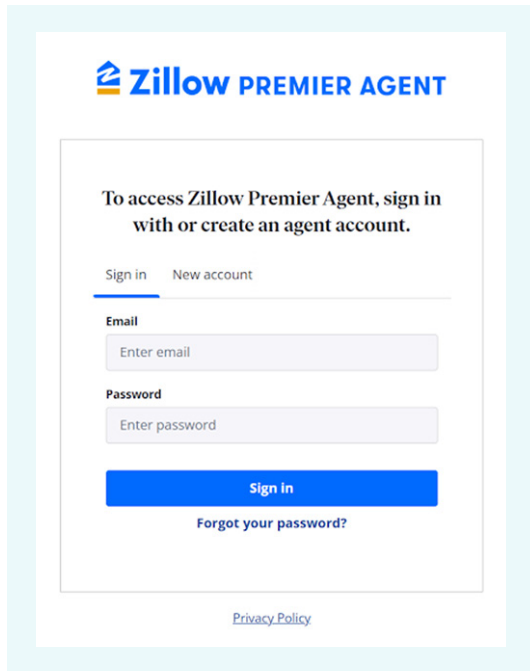 Zillow PREMIER AGENT
To access Zillow Premier Agent, sign in
with or create an agent account.
Sign in New account
Email
Enter email
Password
Enter password
Sign in
Forgot your password?
Privacy Policy